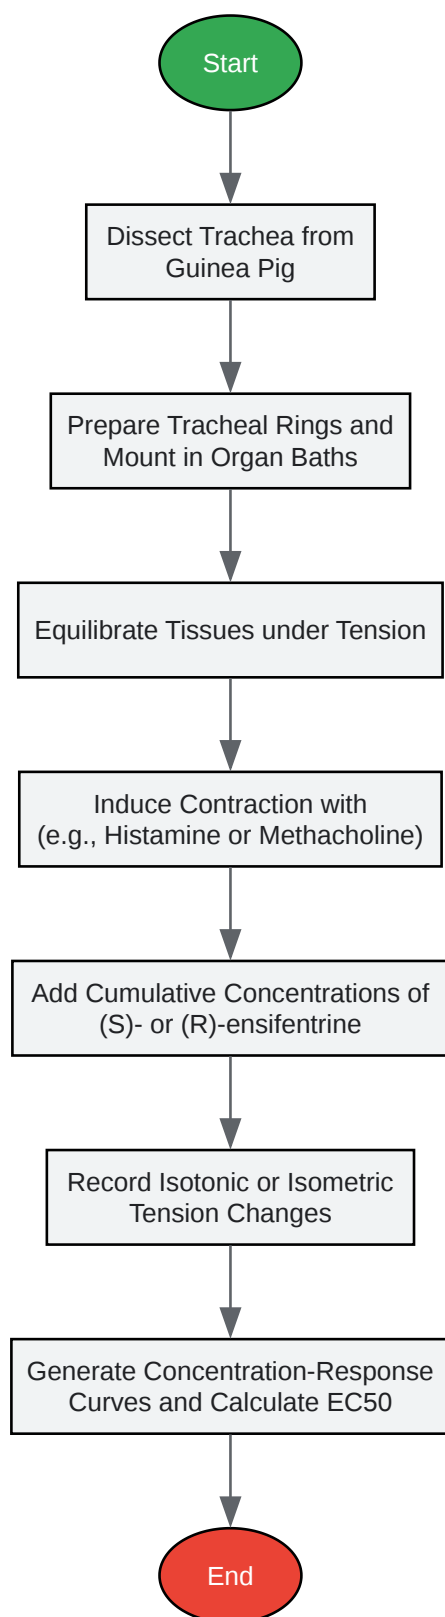 Start
Dissect Trachea from
Guinea Pig
Prepare Tracheal Rings and
Mount in Organ Baths
Equilibrate Tissues under Tension
Induce Contraction with
(e.g., Histamine or Methacholine)
Add Cumulative Concentrations of
(S)- or (R)-ensifentrine
Record Isotonic or Isometric
Tension Changes
Generate Concentration-Response
Curves and Calculate EC50
End